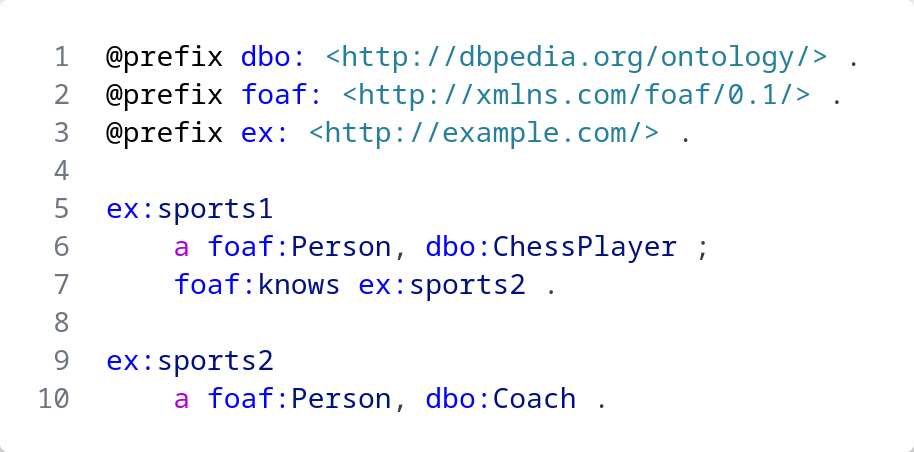 1 @prefix dbo: <http://dbpedia.org/ontology/> .
2 @prefix foaf: <http://xmlns.com/foaf/0.1/> .
3 @prefix ex: <http://example.com/> .
4
5 ex:sports1
6     a foaf:Person, dbo:ChessPlayer ;
7     foaf:knows ex:sports2 .
8
9 ex:sports2
10     a foaf:Person, dbo:Coach .